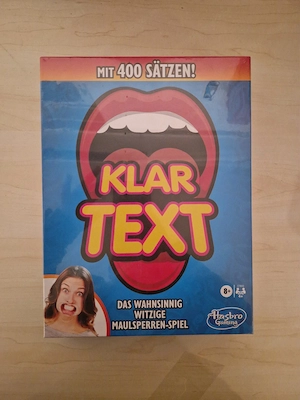 MIT 400 SÄTZEN!
KLAR
TEXT
DAS WAHNSINNIG
WITZIGE
MAULSPERREN-SPIEL
8+
Hasbro
Gaming